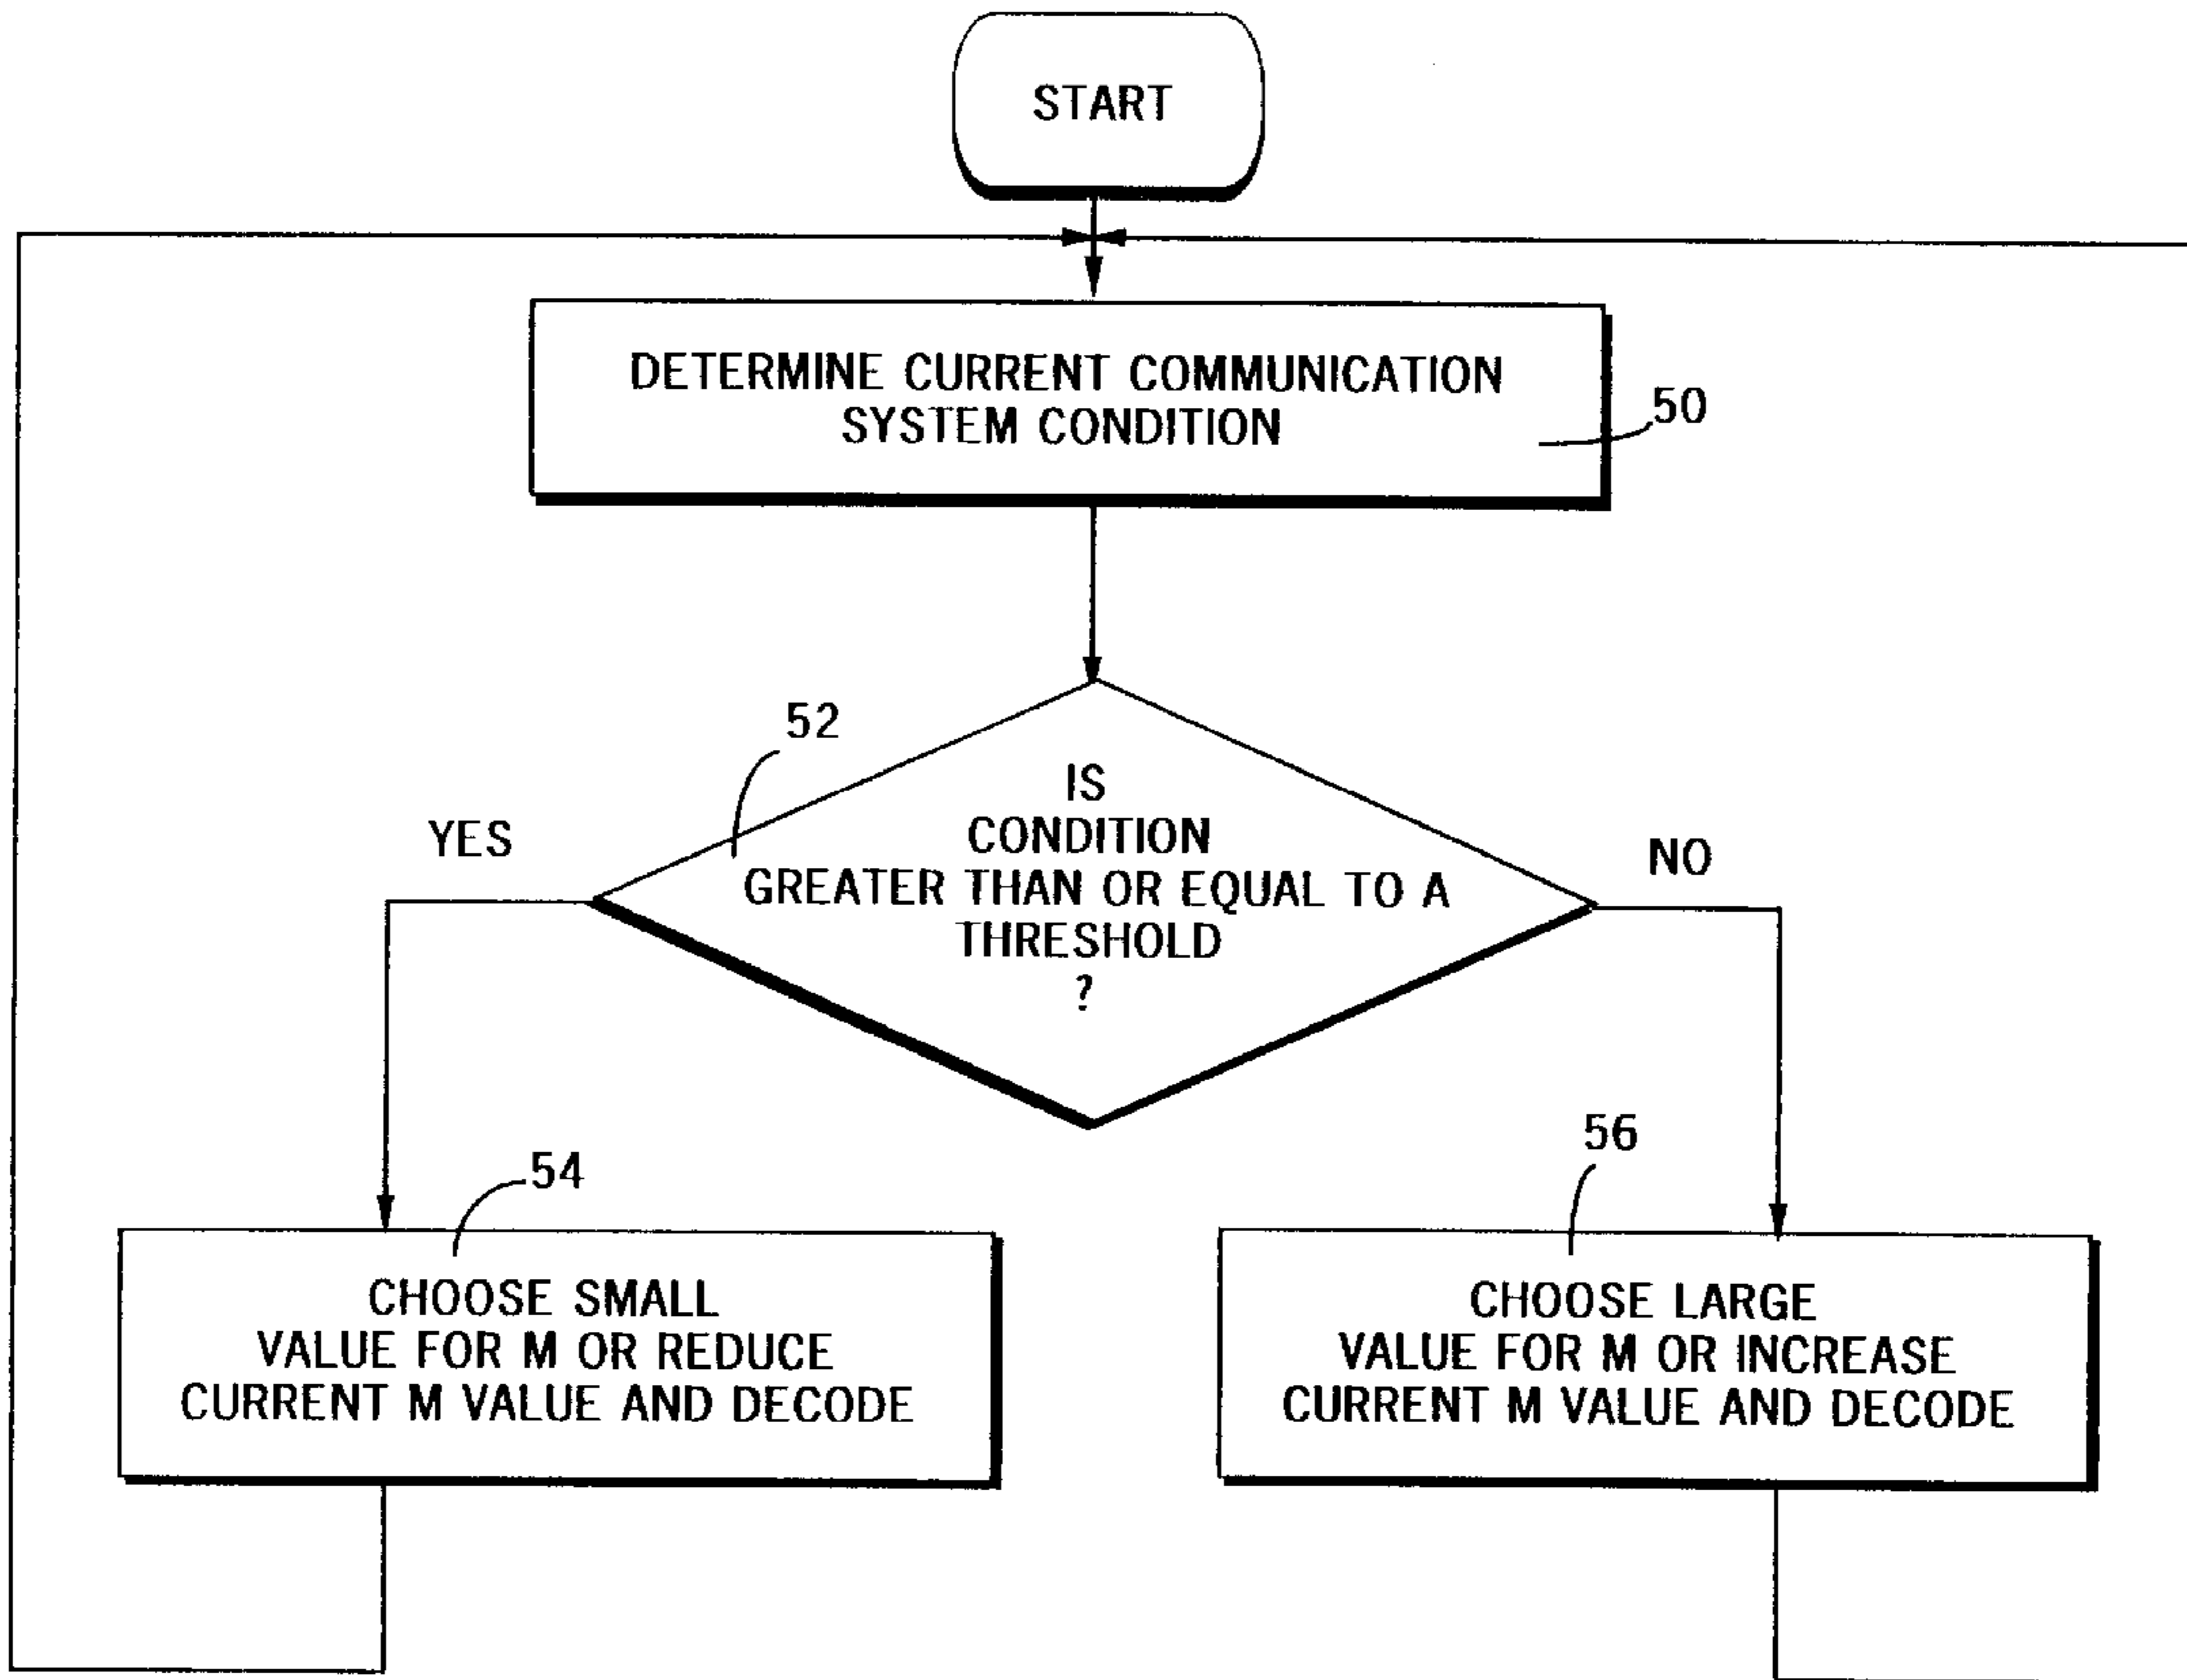 START
DETERMINE CURRENT COMMUNICATION
SYSTEM CONDITION
50
52
IS
CONDITION
GREATER THAN OR EQUAL TO A
THRESHOLD
?
YES
NO
54
CHOOSE SMALL
VALUE FOR M OR REDUCE
CURRENT M VALUE AND DECODE
56
CHOOSE LARGE
VALUE FOR M OR INCREASE
CURRENT M VALUE AND DECODE